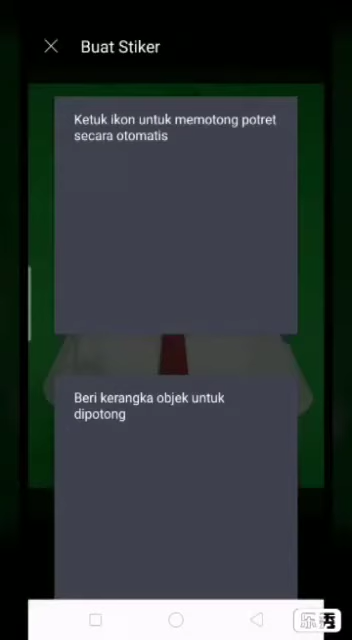 Buat Stiker
Ketuk ikon untuk memotong potret
secara otomatis
Beri kerangka objek untuk
dipotong